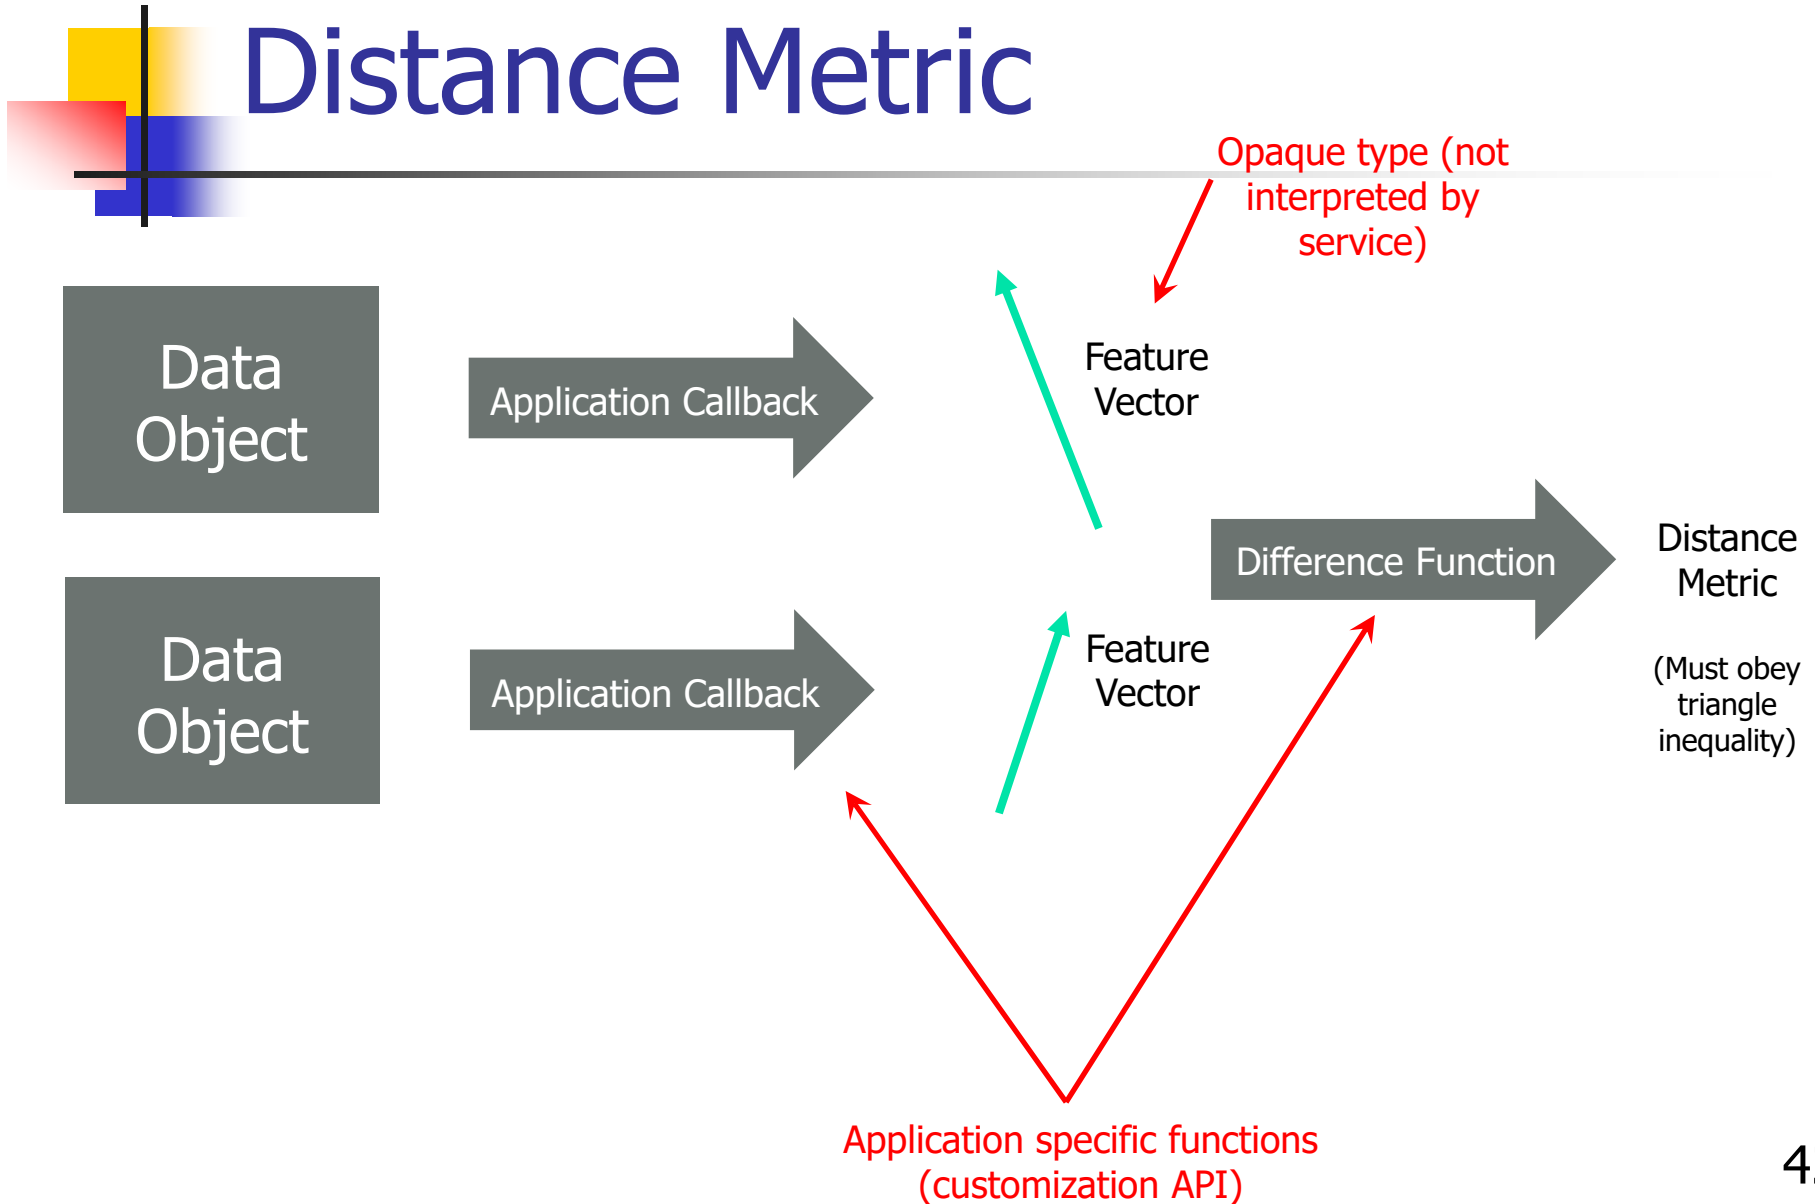 Distance Metric
Opaque type (not
interpreted by
service)
Data
Object
Application Callback
Feature
Vector
Difference Function
Distance
Metric
(Must obey
triangle
inequality)
Data
Object
Application Callback
Feature
Vector
Application specific functions
(customization API)